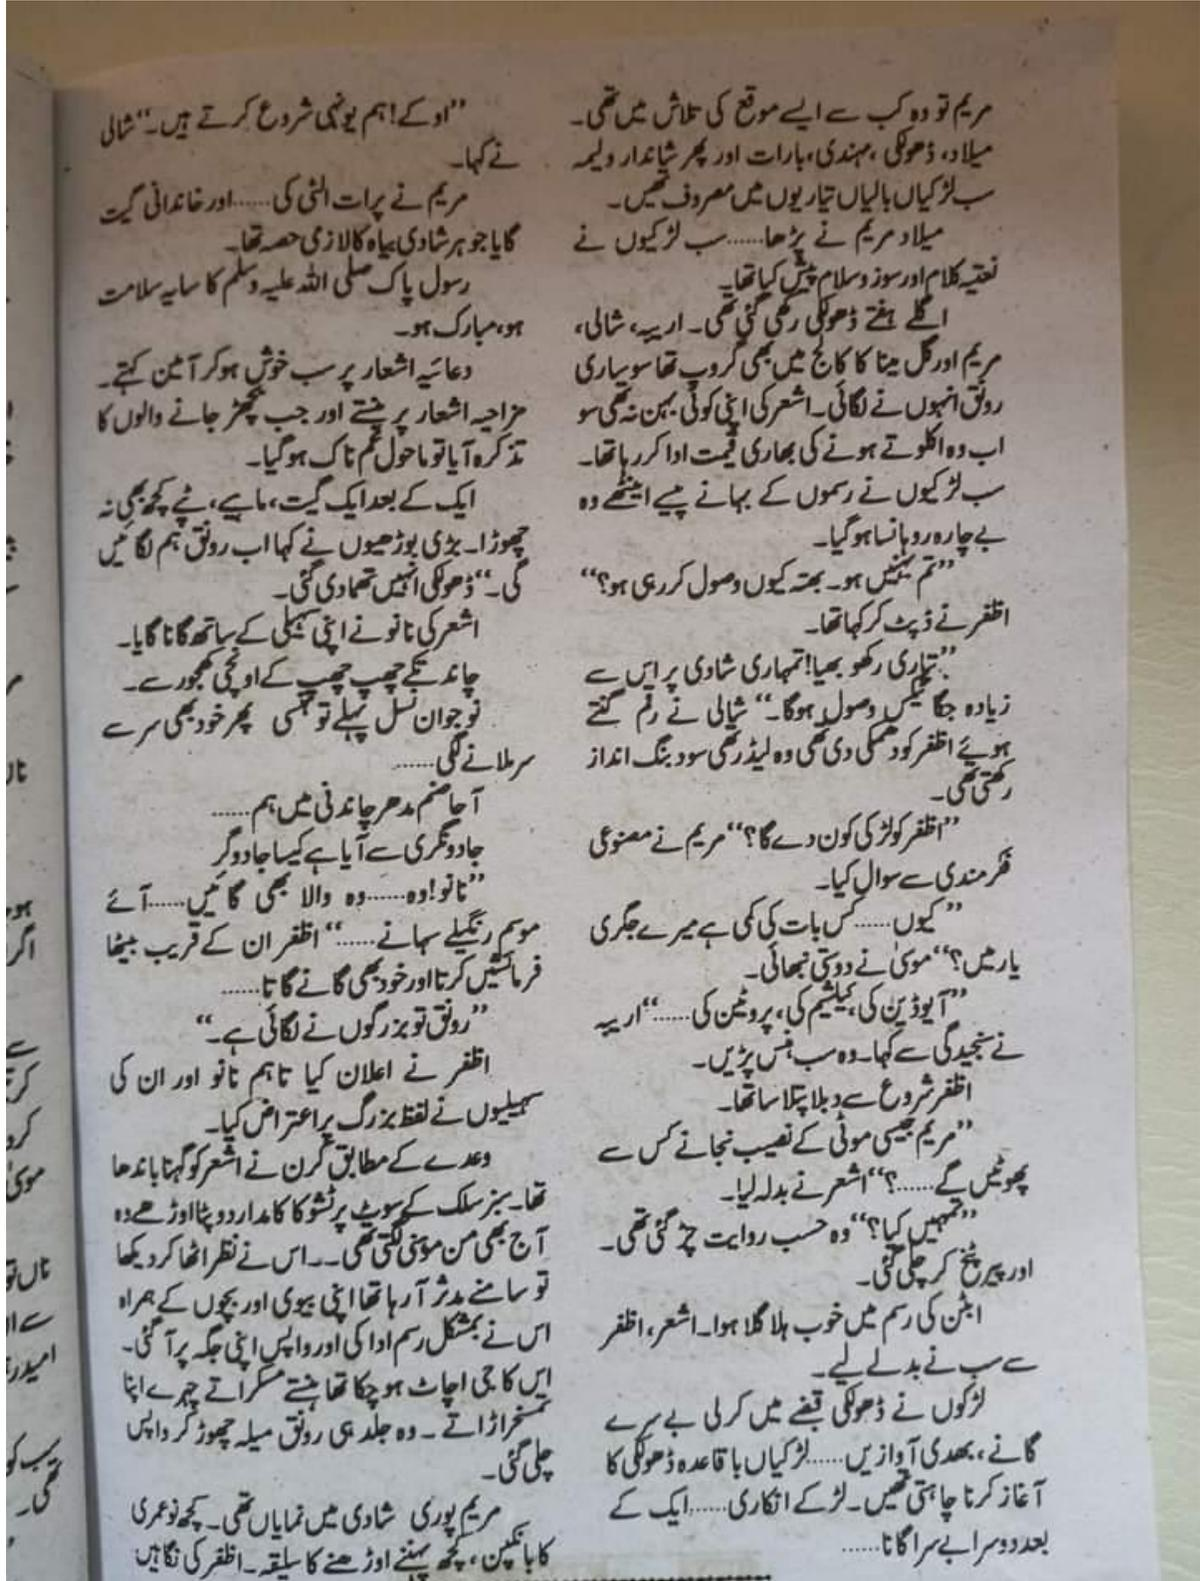 مریم تو وہ کب سے ایسے موقع کی تلاش میں تھی۔
میلاد، ڈھولکی، مہندی، بارات اور پھر شاندار ولیمہ
سب لڑکیاں بالیاں تیاریوں میں مصروف تھیں۔
میلاد مریم نے پڑھا...... سب لڑکیوں نے
نعتیہ کلام اور سوز و سلام پیش کیا تھا۔
اگلے ہفتے ڈھولکی رکھی گئی تھی۔ اریبہ، شالی،
مریم اور گل مینا کا کالج میں بھی گروپ تھا سو ساری
رونق انہوں نے لگائی۔ اشعر کی اپنی کوئی بہن نہ تھی سو
اب وہ اکلوتے ہونے کی بھاری قیمت ادا کر رہا تھا۔
سب لڑکیوں نے رسموں کے بہانے پیسے اینٹھے وہ
بے چارہ روہانسا ہو گیا۔
”تم بہنیں ہو۔ بھتہ کیوں وصول کر رہی ہو؟“
اظفر نے ڈپٹ کر کہا تھا۔
”تیاری رکھو بھیا! تمہاری شادی پر اس سے
زیادہ جگا ٹیکس وصول ہوگا۔“ شالی نے رقم گنتے
ہوئے اظفر کو دھمکی دی تھی وہ لیڈر تھی سو دبنگ انداز
رکھتی تھی۔
”اظفر کو لڑکی کون دے گا؟“ مریم نے مصنوعی
فکر مندی سے سوال کیا۔
”کیوں...... کس بات کی کمی ہے میرے جگری
یار میں؟“ موسیٰ نے دوستی نبھائی۔
”آیوڈین کی، کیلشیم کی، پروٹین کی......“ اریبہ
نے سنجیدگی سے کہا۔ وہ سب ہنس پڑیں۔
اظفر شروع سے دبلا پتلا سا تھا۔
”مریم جیسی موٹی کے نصیب نجانے کس سے
پھوٹیں گے......؟“ اشعر نے بدلہ لیا۔
”تمہیں کیا؟“ وہ حسب روایت چڑ گئی تھی۔
اور پیر پٹخ کر چلی گئی۔
ابٹن کی رسم میں خوب ہلا گلا ہوا۔ اشعر، اظفر
سے سب نے بدلے لیے۔
لڑکوں نے ڈھولکی قبضے میں کر لی بے سرے
گانے، بھدی آوازیں...... لڑکیاں باقاعدہ ڈھولکی کا
آغاز کرنا چاہتی تھیں۔ لڑکے انکاری...... ایک کے
بعد دوسرا بے سرا گانا......
”اوکے! ہم یونہی شروع کرتے ہیں۔“ شالی
نے کہا۔
مریم نے پرات الٹی کی...... اور خاندانی گیت
گایا جو ہر شادی بیاہ کا لازمی حصہ تھا۔
رسول پاک صلی اللہ علیہ وسلم کا سایہ سلامت
ہو، مبارک ہو۔
دعائیہ اشعار پر سب خوش ہو کر آمین کہتے۔
مزاحیہ اشعار پر ہنستے اور جب بچھڑ جانے والوں کا
تذکرہ آیا تو ماحول غم ناک ہو گیا۔
ایک کے بعد ایک گیت، ماہیے، ٹپے کچھ بھی نہ
چھوڑا۔ بڑی بوڑھیوں نے کہا اب رونق ہم لگائیں
گی۔“ ڈھولکی انہیں تھما دی گئی۔
اشعر کی نانو نے اپنی سہیلی کے ساتھ گانا گایا۔
چاند تکے چھپ چھپ کے اونچی کھجور سے۔
نوجوان نسل پہلے تو ہنسی پھر خود بھی سر سے
سر ملانے لگی......
آجا صنم مدھر چاندنی میں ہم......
جادو نگری سے آیا ہے کیسا جادوگر
”نانو! وہ...... وہ والا بھی گائیں...... آئے
موسم رنگیلے سہانے......“ اظفر ان کے قریب بیٹھا
فرمائشیں کرتا اور خود بھی گانے گاتا......
”رونق تو بزرگوں نے لگائی ہے۔“
اظفر نے اعلان کیا تاہم نانو اور ان کی
سہیلیوں نے لفظ بزرگ پر اعتراض کیا۔
وعدے کے مطابق کرن نے اشعر کو گہنا باندھا
تھا۔ سبز سلک کے سوٹ پر ٹشو کا کامدار دوپٹا اوڑھے وہ
آج بھی من موہنی لگتی تھی۔۔ اس نے نظر اٹھا کر دیکھا
تو سامنے مدثر آ رہا تھا اپنی بیوی اور بچوں کے ہمراہ
اس نے بمشکل رسم ادا کی اور واپس اپنی جگہ پر آ گئی۔
اس کا جی اچاٹ ہو چکا تھا ہنستے مسکراتے چہرے اپنا
تمسخر اڑاتے۔ وہ جلد ہی رونق میلہ چھوڑ کر واپس
چلی گئی۔
مریم پوری شادی میں نمایاں تھی۔ کچھ نو عمری
کا بانکپن، کچھ پہننے اوڑھنے کا سلیقہ۔ اظفر کی نگاہیں